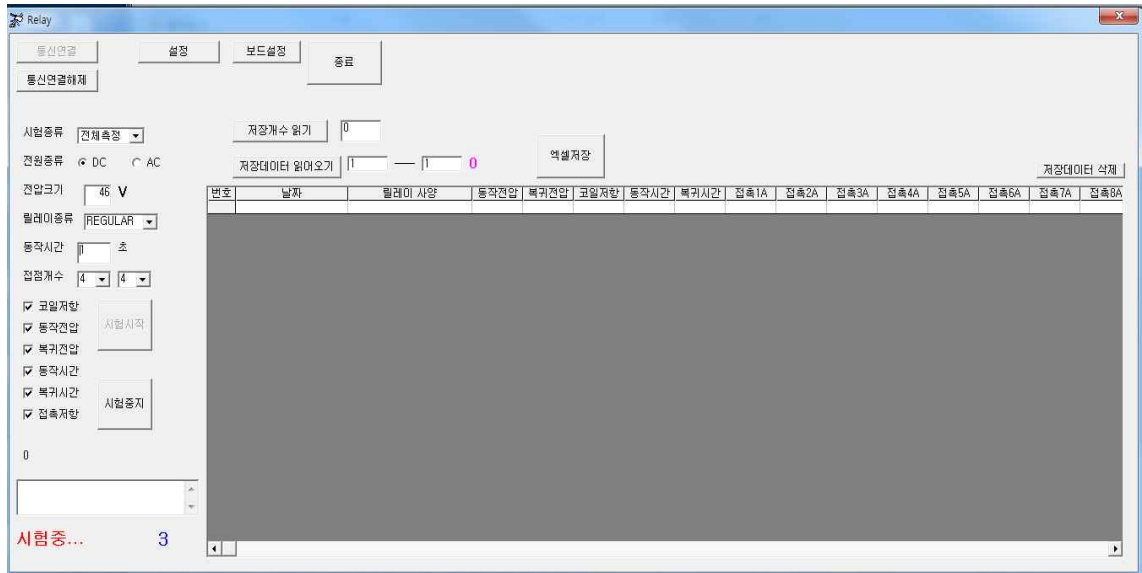 Relay
통신연결 설정 보드설정 종료
통신연결해제
시험종류 전체측정 저장개수 읽기 0
전원종류 DC AC 저장데이터 읽어오기 1 — 1 0 엑셀저장 저장데이터 삭제
전압크기 46 V
번호 날짜 릴레이 사양 동작전압 복귀전압 코일저항 동작시간 복귀시간 접촉1A 접촉2A 접촉3A 접촉4A 접촉5A 접촉6A 접촉7A 접촉8A
릴레이종류 REGULAR
동작시간 1 초
접점개수 4 4
코일저항
동작전압
복귀전압
시험시작
동작시간
복귀시간
접촉저항
시험중지
0
시험중... 3